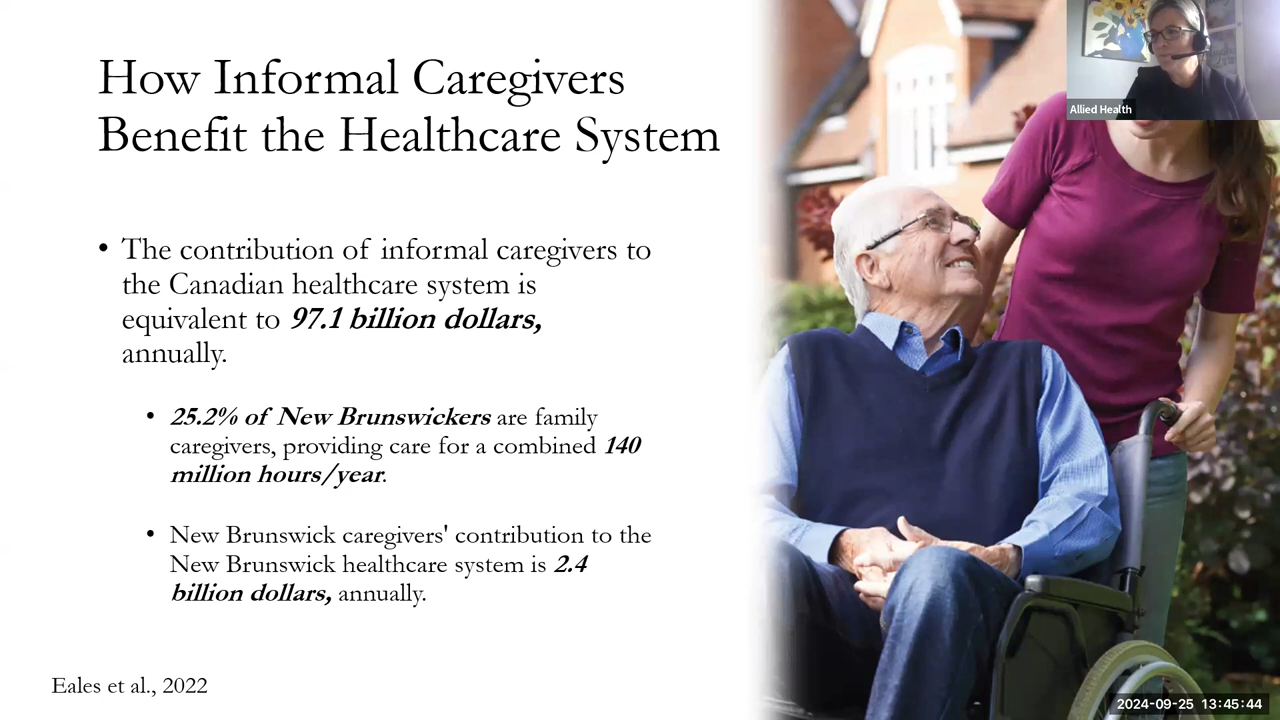 How Informal Caregivers
Benefit the Healthcare System
• The contribution of informal caregivers to
the Canadian healthcare system is
equivalent to 97.1 billion dollars,
annually.
• 25.2% of New Brunswickers are family
caregivers, providing care for a combined 140
million hours/year.
• New Brunswick caregivers' contribution to the
New Brunswick healthcare system is 2.4
billion dollars, annually.
Eales et al., 2022
Allied Health
2024-09-25 13:45:44